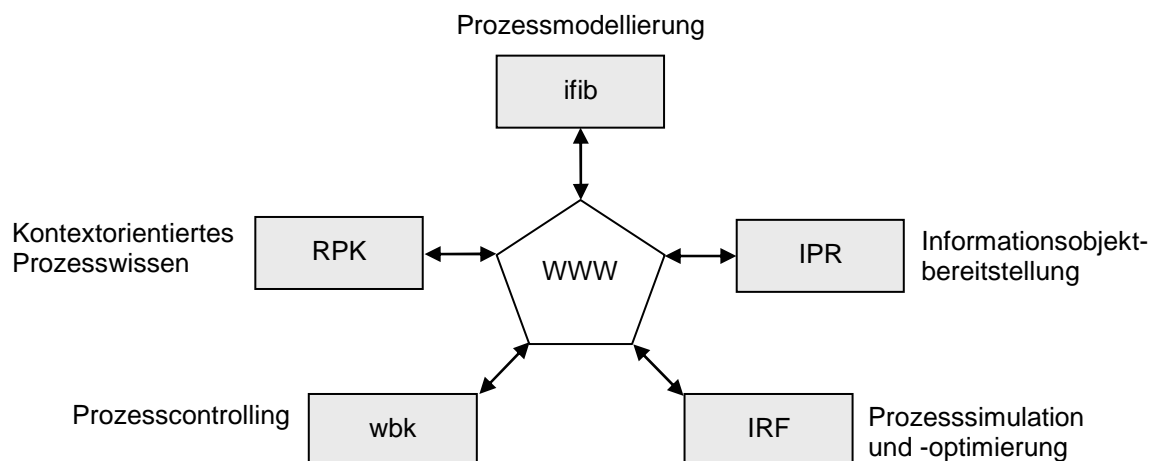 Prozessmodellierung
ifib
Kontextorientiertes
Prozesswissen
RPK
WWW
IPR
Informationsobjekt-
bereitstellung
Prozesscontrolling
wbk
IRF
Prozesssimulation
und -optimierung